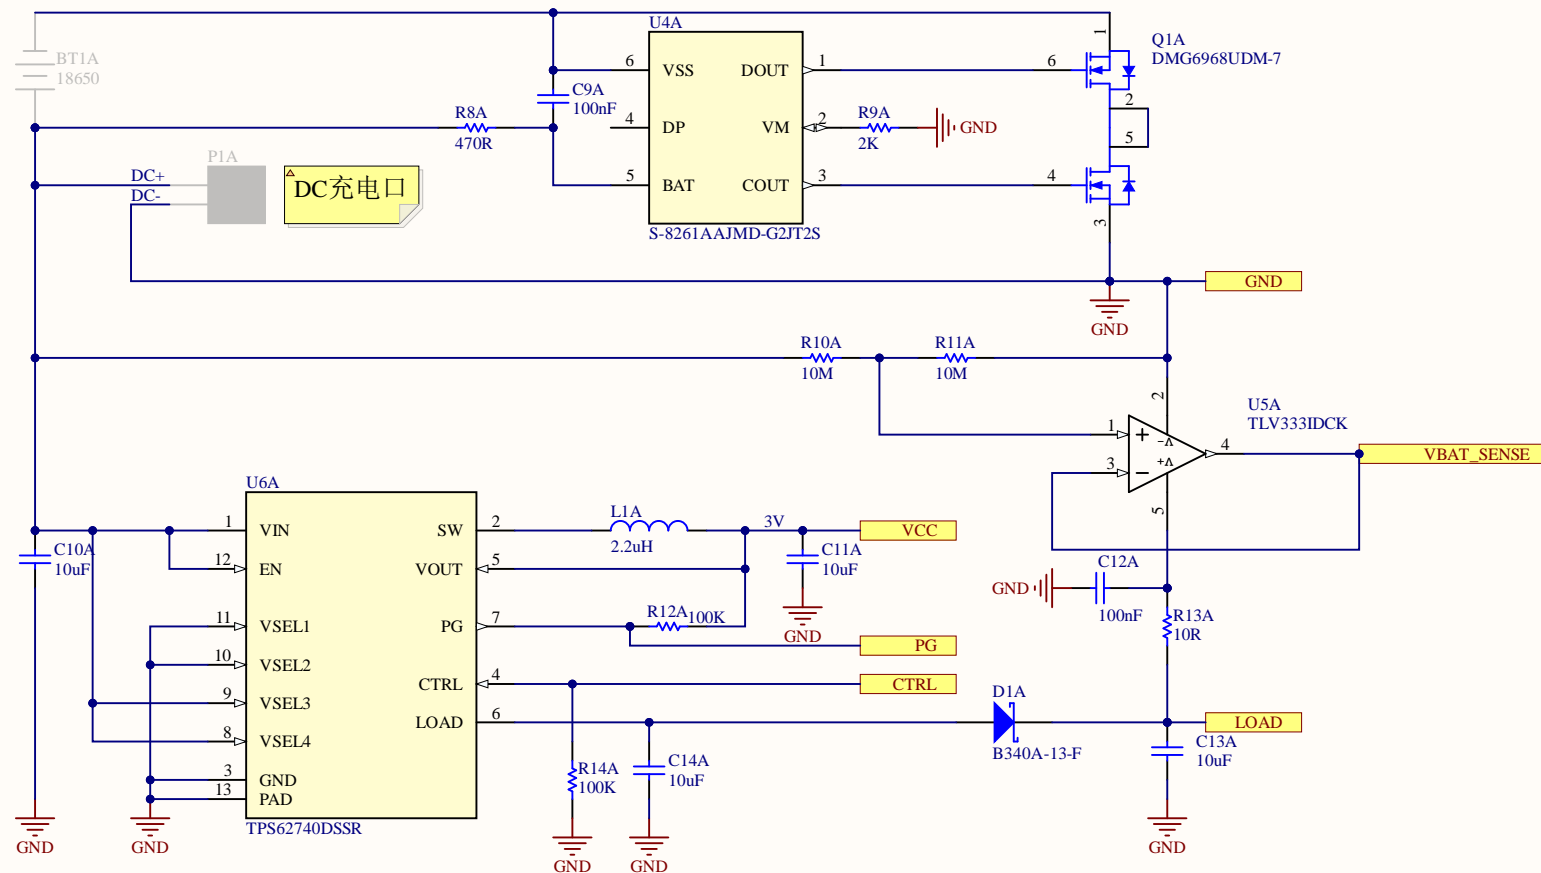 BT1A
18650
U4A
6
VSS
DOUT
1
4
DP
VM
2
5
BAT
COUT
3
S-8261AAJMD-G2JT2S
C9A
100nF
R8A
470R
R9A
2K
GND
Q1A
DMG6968UDM-7
1
6
2
5
4
3
P1A
DC+
DC-
DC充电口
GND
GND
R10A
10M
R11A
10M
U5A
TLV333IDCK
2
1
3
4
5
+
−
V-
V+
VBAT_SENSE
U6A
1
VIN
SW
2
12
EN
VOUT
5
11
VSEL1
PG
7
10
VSEL2
9
VSEL3
CTRL
4
8
VSEL4
LOAD
6
3
GND
13
PAD
TPS62740DSSR
C10A
10uF
GND
GND
L1A
2.2uH
3V
VCC
C11A
10uF
GND
R12A
100K
PG
CTRL
R14A
100K
GND
C14A
10uF
GND
D1A
B340A-13-F
GND
C12A
100nF
R13A
10R
LOAD
C13A
10uF
GND